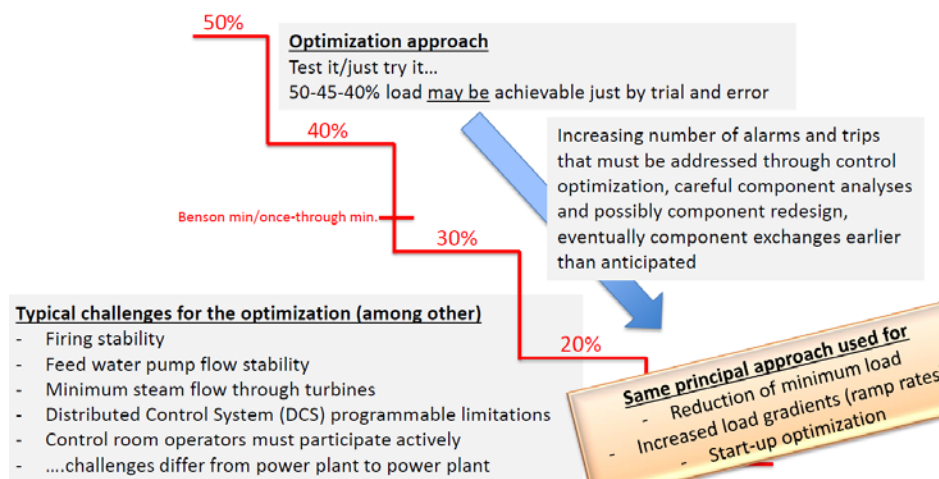 50%
Optimization approach
Test it/just try it...
50-45-40% load may be achievable just by trial and error
40%
Increasing number of alarms and trips
that must be addressed through control
optimization, careful component analyses
and possibly component redesign,
eventually component exchanges earlier
than anticipated
Benson min/once-through min.
30%
Typical challenges for the optimization (among other)
- Firing stability
- Feed water pump flow stability
- Minimum steam flow through turbines
- Distributed Control System (DCS) programmable limitations
- Control room operators must participate actively
- ....challenges differ from power plant to power plant
20%
Same principal approach used for
- Reduction of minimum load
- Increased load gradients (ramp rates
- Start-up optimization